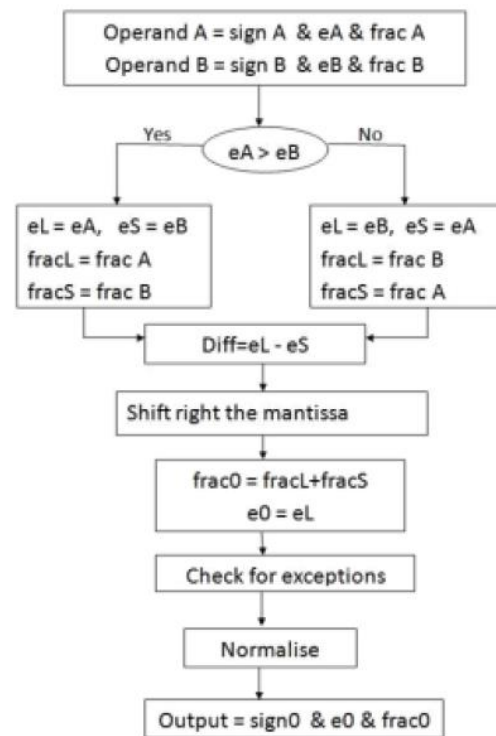 Operand A = sign A & eA & frac A
Operand B = sign B & eB & frac B
Yes
No
eA > eB
eL = eA, eS = eB
fracL = frac A
fracS = frac B
eL = eB, eS = eA
fracL = frac B
fracS = frac A
Diff=eL - eS
Shift right the mantissa
frac0 = fracL+fracS
e0 = eL
Check for exceptions
Normalise
Output = sign0 & e0 & frac0